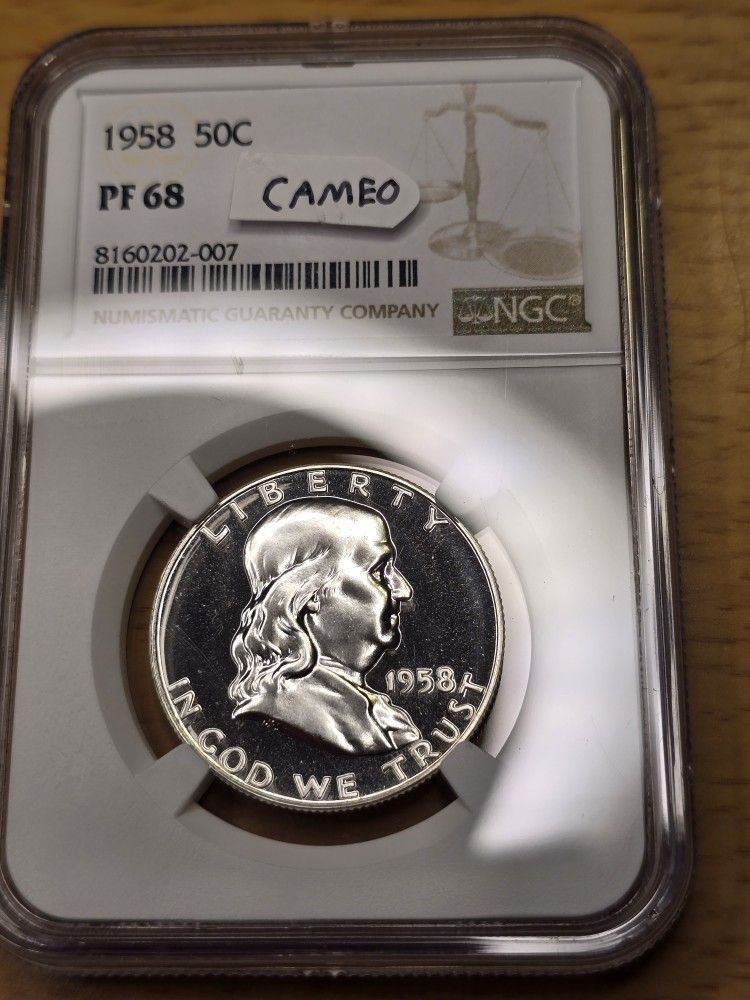 1958 50C
PF 68 CAMEO
8160202-007
NUMISMATIC GUARANTY COMPANY
NGC®
LIBERTY
1958
IN GOD WE TRUST